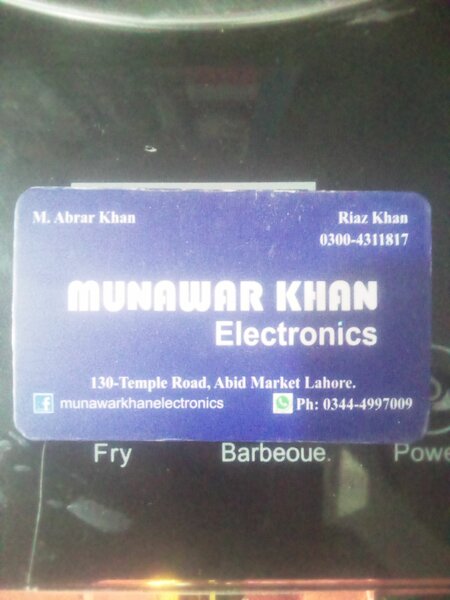 M. Abrar Khan
Riaz Khan
0300-4311817
MUNAWAR KHAN
Electronics
130-Temple Road, Abid Market Lahore.
munawarkhanelectronics
Ph: 0344-4997009
Fry
Barbeoue.
Powe